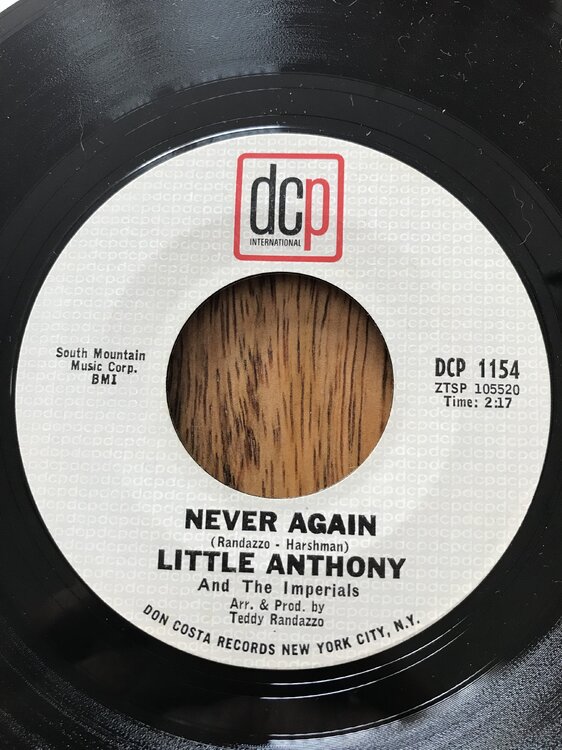 dcp
INTERNATIONAL
South Mountain
Music Corp.
BMI
DCP 1154
ZTSP 105520
Time: 2:17
NEVER AGAIN
(Randazzo - Harshman)
LITTLE ANTHONY
And The Imperials
Arr. & Prod. by
Teddy Randazzo
DON COSTA RECORDS NEW YORK CITY, N.Y.